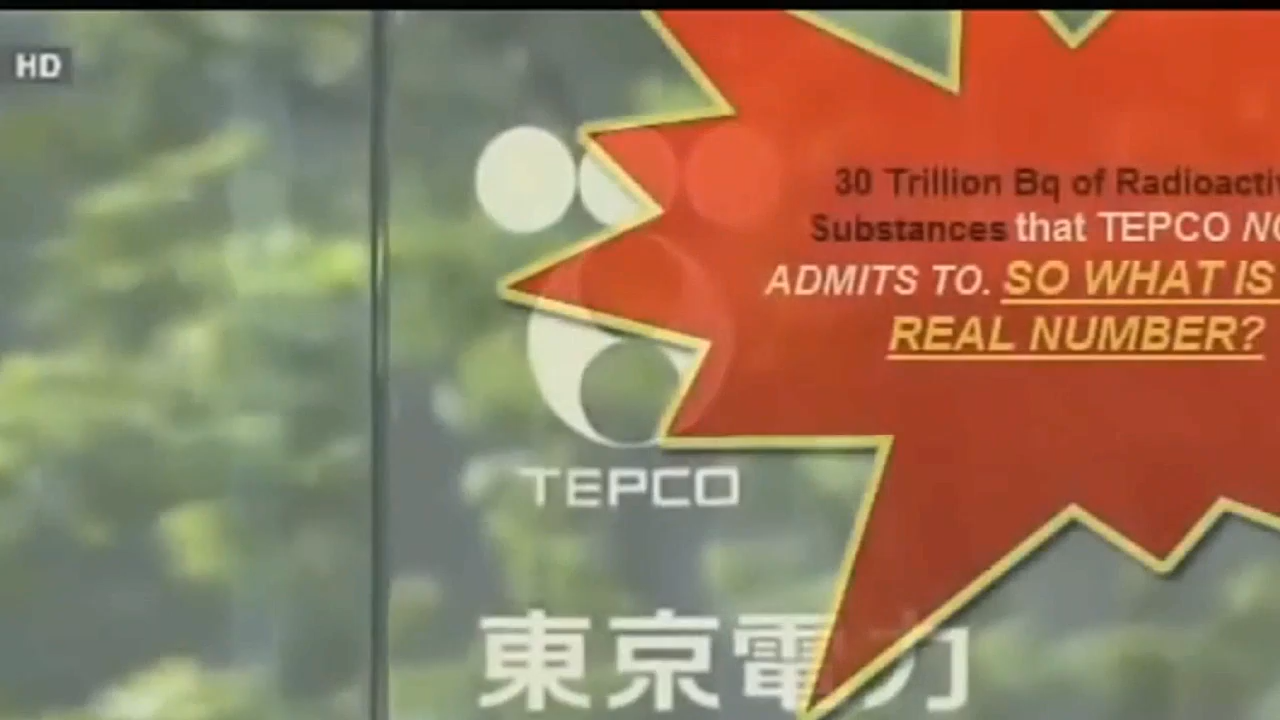 HD
30 Trillion Bq of Radioactiv
Substances that TEPCO NO
ADMITS TO. SO WHAT IS
REAL NUMBER?
TEPCO
東京電力